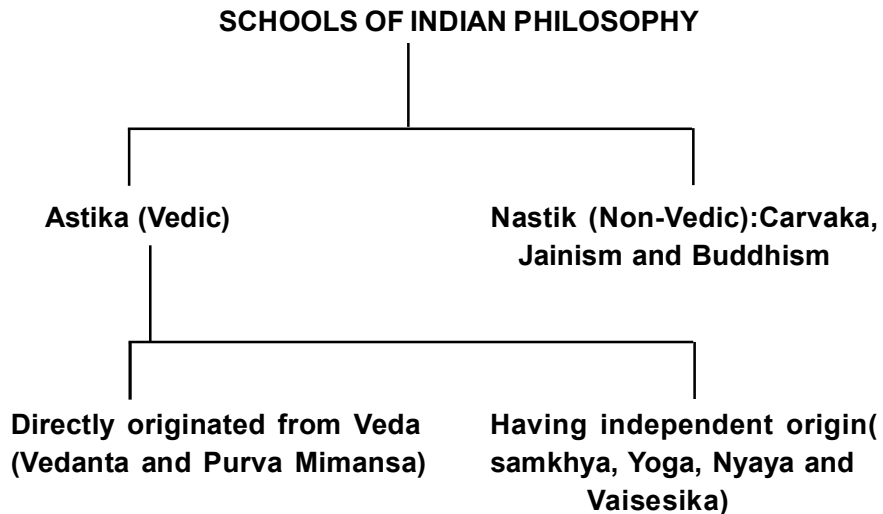 SCHOOLS OF INDIAN PHILOSOPHY
Astika (Vedic)
Nastik (Non-Vedic):Carvaka,
Jainism and Buddhism
Directly originated from Veda
(Vedanta and Purva Mimansa)
Having independent origin(
samkhya, Yoga, Nyaya and
Vaisesika)